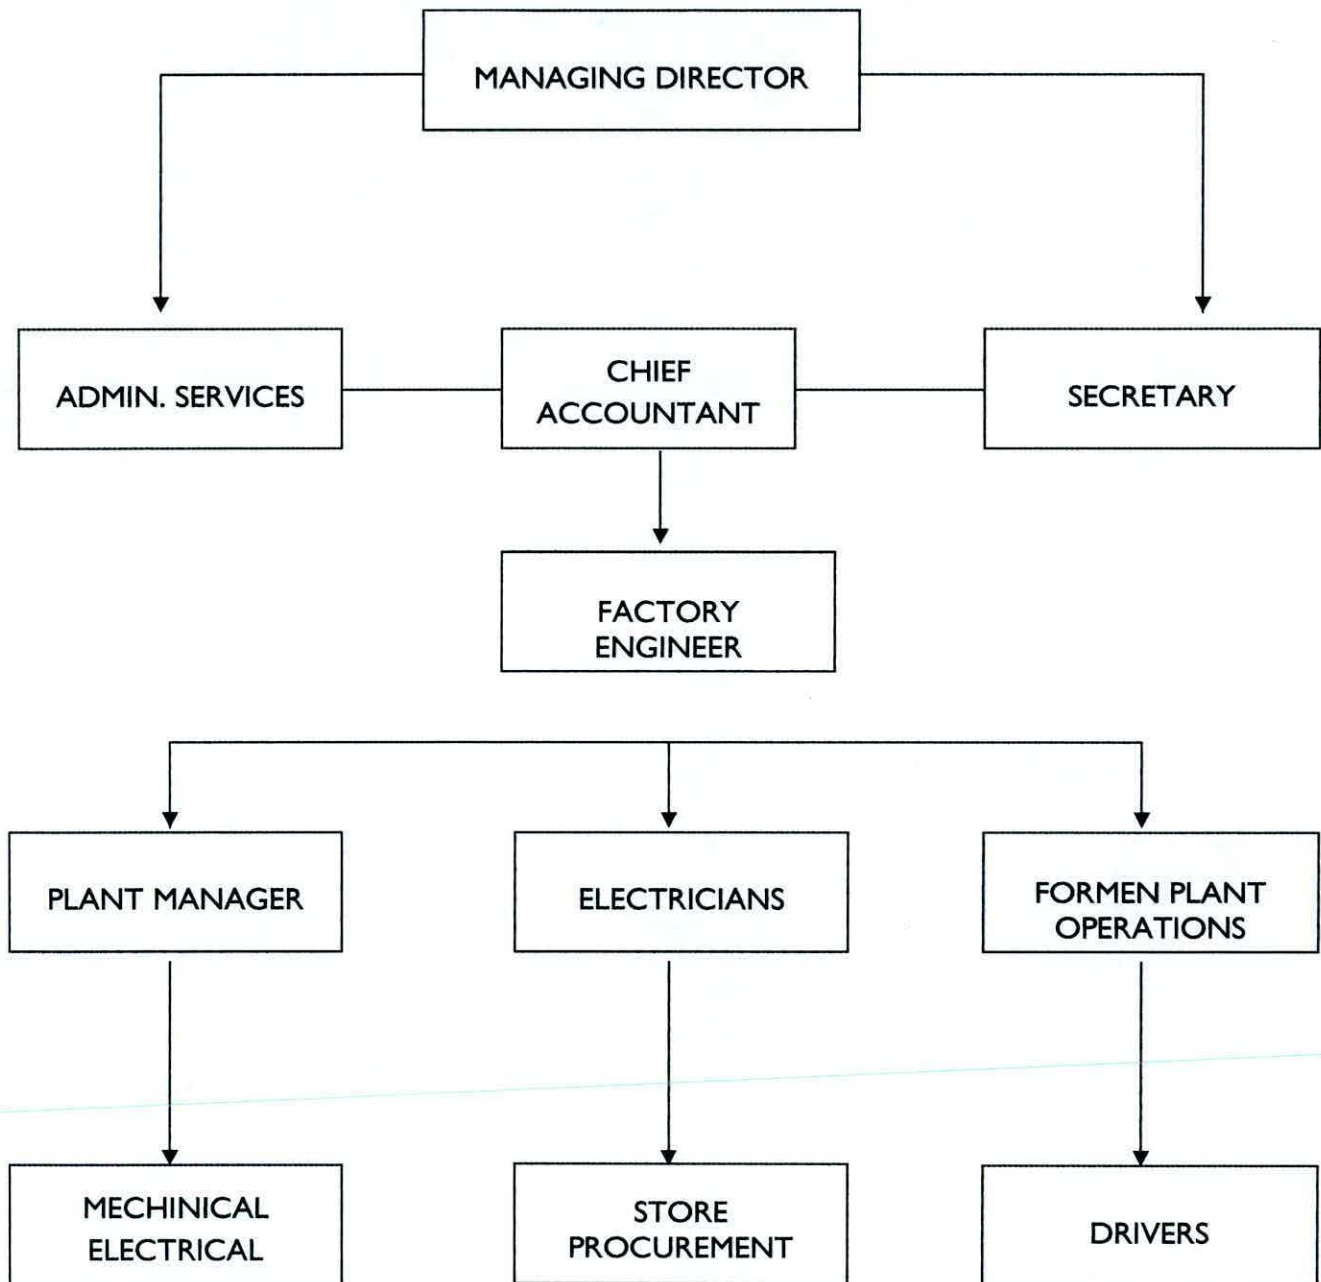 MANAGING DIRECTOR
ADMIN. SERVICES
CHIEF
ACCOUNTANT
SECRETARY
FACTORY
ENGINEER
PLANT MANAGER
ELECTRICIANS
FORMEN PLANT
OPERATIONS
MECHINICAL
ELECTRICAL
STORE
PROCUREMENT
DRIVERS